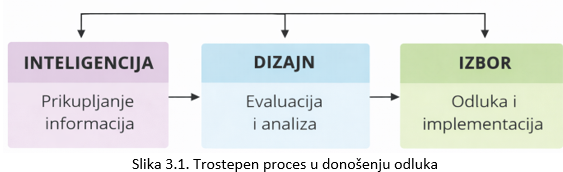 INTELIGENCIJA
Prikupljanje
informacija
DIZAJN
Evaluacija
i analiza
IZBOR
Odluka i
implementacija
Slika 3.1. Trostepen proces u donošenju odluka